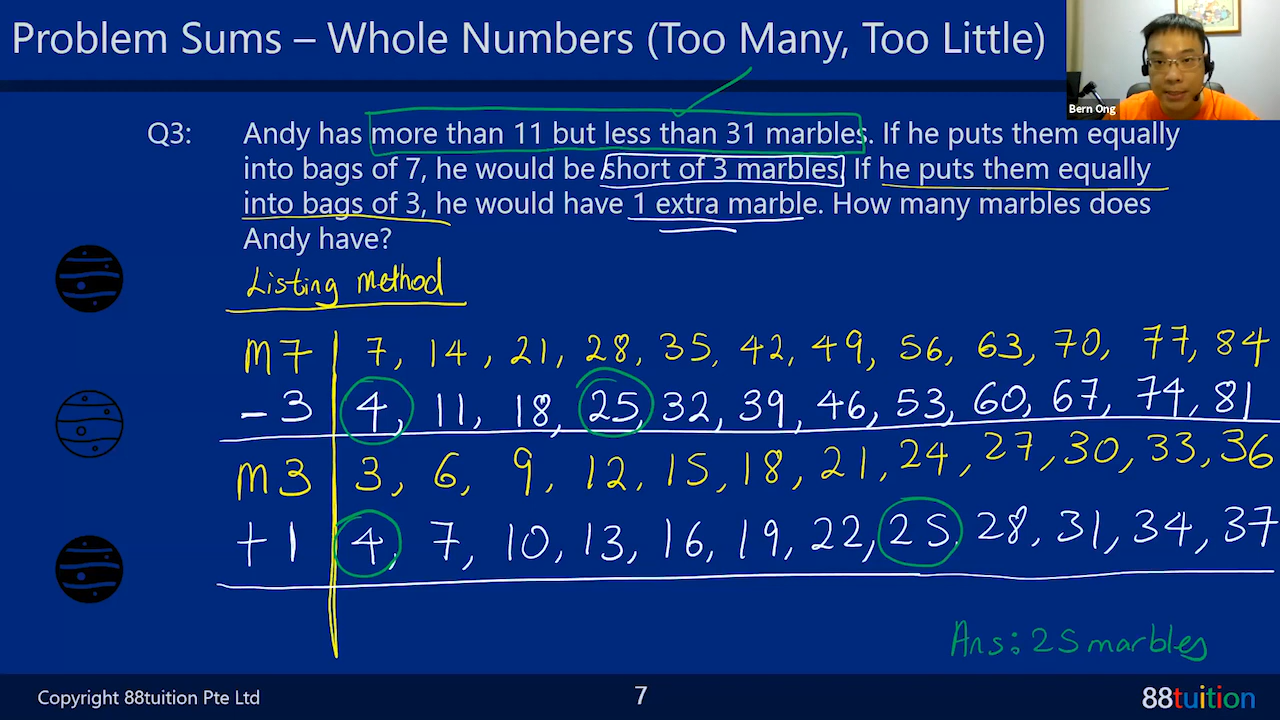 Problem Sums – Whole Numbers (Too Many, Too Little)
Bern Ong
Q3: Andy has more than 11 but less than 31 marbles. If he puts them equally
into bags of 7, he would be short of 3 marbles. If he puts them equally
into bags of 3, he would have 1 extra marble. How many marbles does
Andy have?
Listing method
m7 7, 14, 21, 28, 35, 42, 49, 56, 63, 70, 77, 84
-3 4, 11, 18, 25, 32, 39, 46, 53, 60, 67, 74, 81
m3 3, 6, 9, 12, 15, 18, 21, 24, 27, 30, 33, 36
+1 4, 7, 10, 13, 16, 19, 22, 25, 28, 31, 34, 37
Ans: 25 marbles
Copyright 88tuition Pte Ltd
7
88tuition